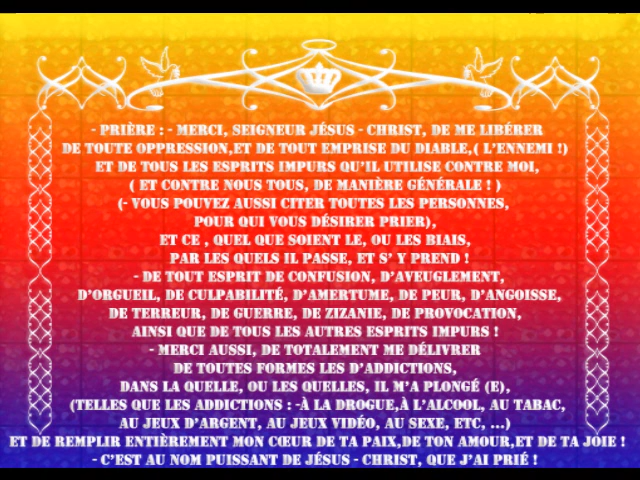 - PRIÈRE : - MERCI, SEIGNEUR JÉSUS - CHRIST, DE ME LIBÉRER
DE TOUTE OPPRESSION,ET DE TOUT EMPRISE DU DIABLE,( L'ENNEMI !)
ET DE TOUS LES ESPRITS IMPURS QU'IL UTILISE CONTRE MOI,
( ET CONTRE NOUS TOUS, DE MANIÈRE GÉNÉRALE ! )
(- VOUS POUVEZ AUSSI CITER TOUTES LES PERSONNES,
POUR QUI VOUS DÉSIRER PRIER),
ET CE , QUEL QUE SOIENT LE, OU LES BIAIS,
PAR LES QUELS IL PASSE, ET S' Y PREND !
- DE TOUT ESPRIT DE CONFUSION, D'AVEUGLEMENT,
D'ORGUEIL, DE CULPABILITÉ, D'AMERTUME, DE PEUR, D'ANGOISSE,
DE TERREUR, DE GUERRE, DE ZIZANIE, DE PROVOCATION,
AINSI QUE DE TOUS LES AUTRES ESPRITS IMPURS !
- MERCI AUSSI, DE TOTALEMENT ME DÉLIVRER
DE TOUTES FORMES LES D'ADDICTIONS,
DANS LA QUELLE, OU LES QUELLES, IL M'A PLONGÉ (E),
(TELLES QUE LES ADDICTIONS : -À LA DROGUE,À L'ALCOOL, AU TABAC,
AU JEUX D'ARGENT, AU JEUX VIDÉO, AU SEXE, ETC, ...)
ET DE REMPLIR ENTIÈREMENT MON CŒUR DE TA PAIX,DE TON AMOUR,ET DE TA JOIE !
- C'EST AU NOM PUISSANT DE JÉSUS - CHRIST, QUE J'AI PRIÉ !